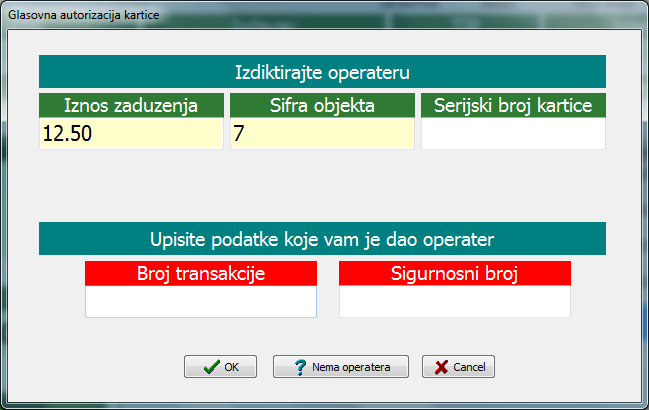 Glasovna autorizacija kartice
Izdiktirajte operateru
Iznos zaduzenja Sifra objekta Serijski broj kartice
12.50 7
Upisite podatke koje vam je dao operater
Broj transakcije Sigurnosni broj
OK Nema operatera Cancel